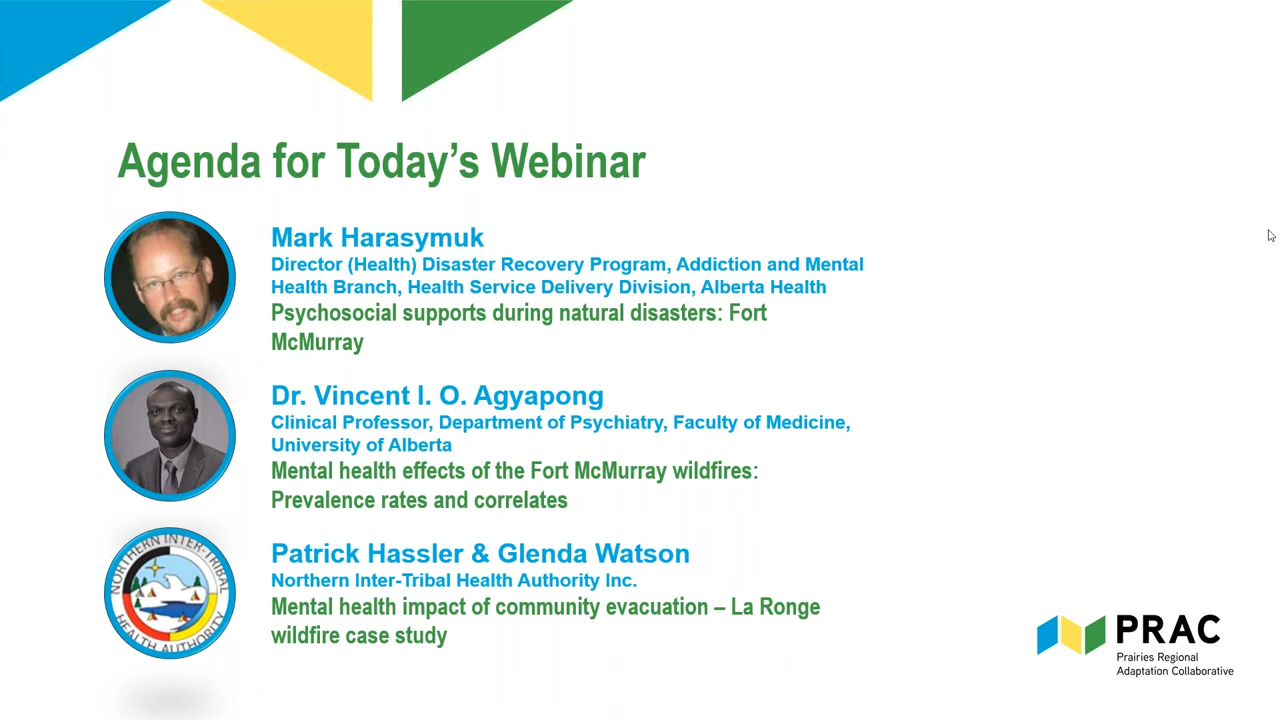 Agenda for Today's Webinar
Mark Harasymuk
Director (Health) Disaster Recovery Program, Addiction and Mental
Health Branch, Health Service Delivery Division, Alberta Health
Psychosocial supports during natural disasters: Fort
McMurray
Dr. Vincent I. O. Agyapong
Clinical Professor, Department of Psychiatry, Faculty of Medicine,
University of Alberta
Mental health effects of the Fort McMurray wildfires:
Prevalence rates and correlates
NORTHERN INTER-TRIBAL
HEALTH AUTHORITY
Patrick Hassler & Glenda Watson
Northern Inter-Tribal Health Authority Inc.
Mental health impact of community evacuation – La Ronge
wildfire case study
PRAC
Prairies Regional
Adaptation Collaborative